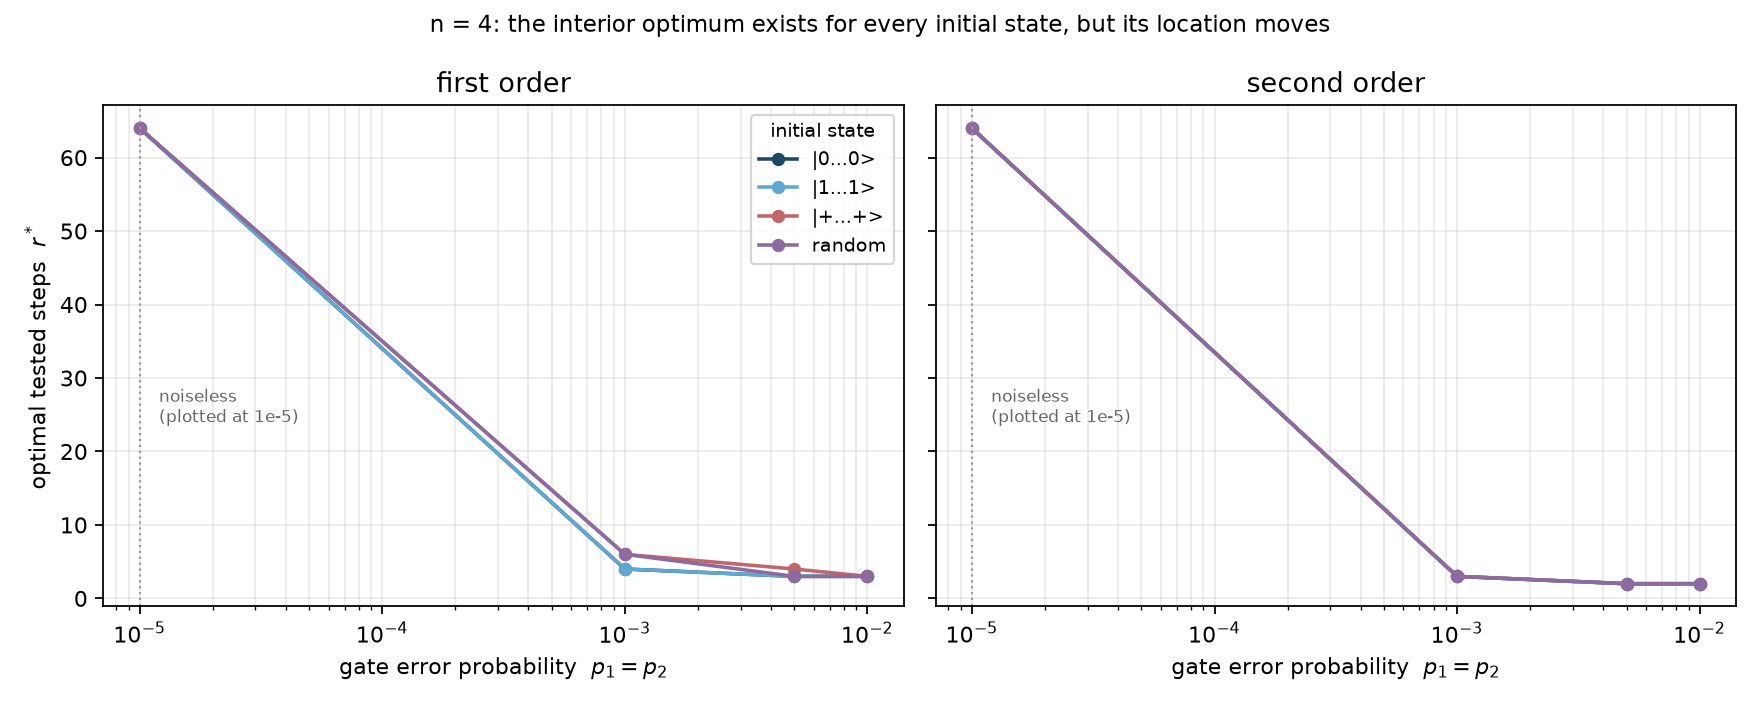 n = 4: the interior optimum exists for every initial state, but its location moves
first order
optimal tested steps r*
60
50
40
30
20
10
0
initial state
|0...0>
|1...1>
|+...+>
random
noiseless
(plotted at 1e-5)
10⁻⁵ 10⁻⁴ 10⁻³ 10⁻²
gate error probability p₁ = p₂
second order
noiseless
(plotted at 1e-5)
10⁻⁵ 10⁻⁴ 10⁻³ 10⁻²
gate error probability p₁ = p₂